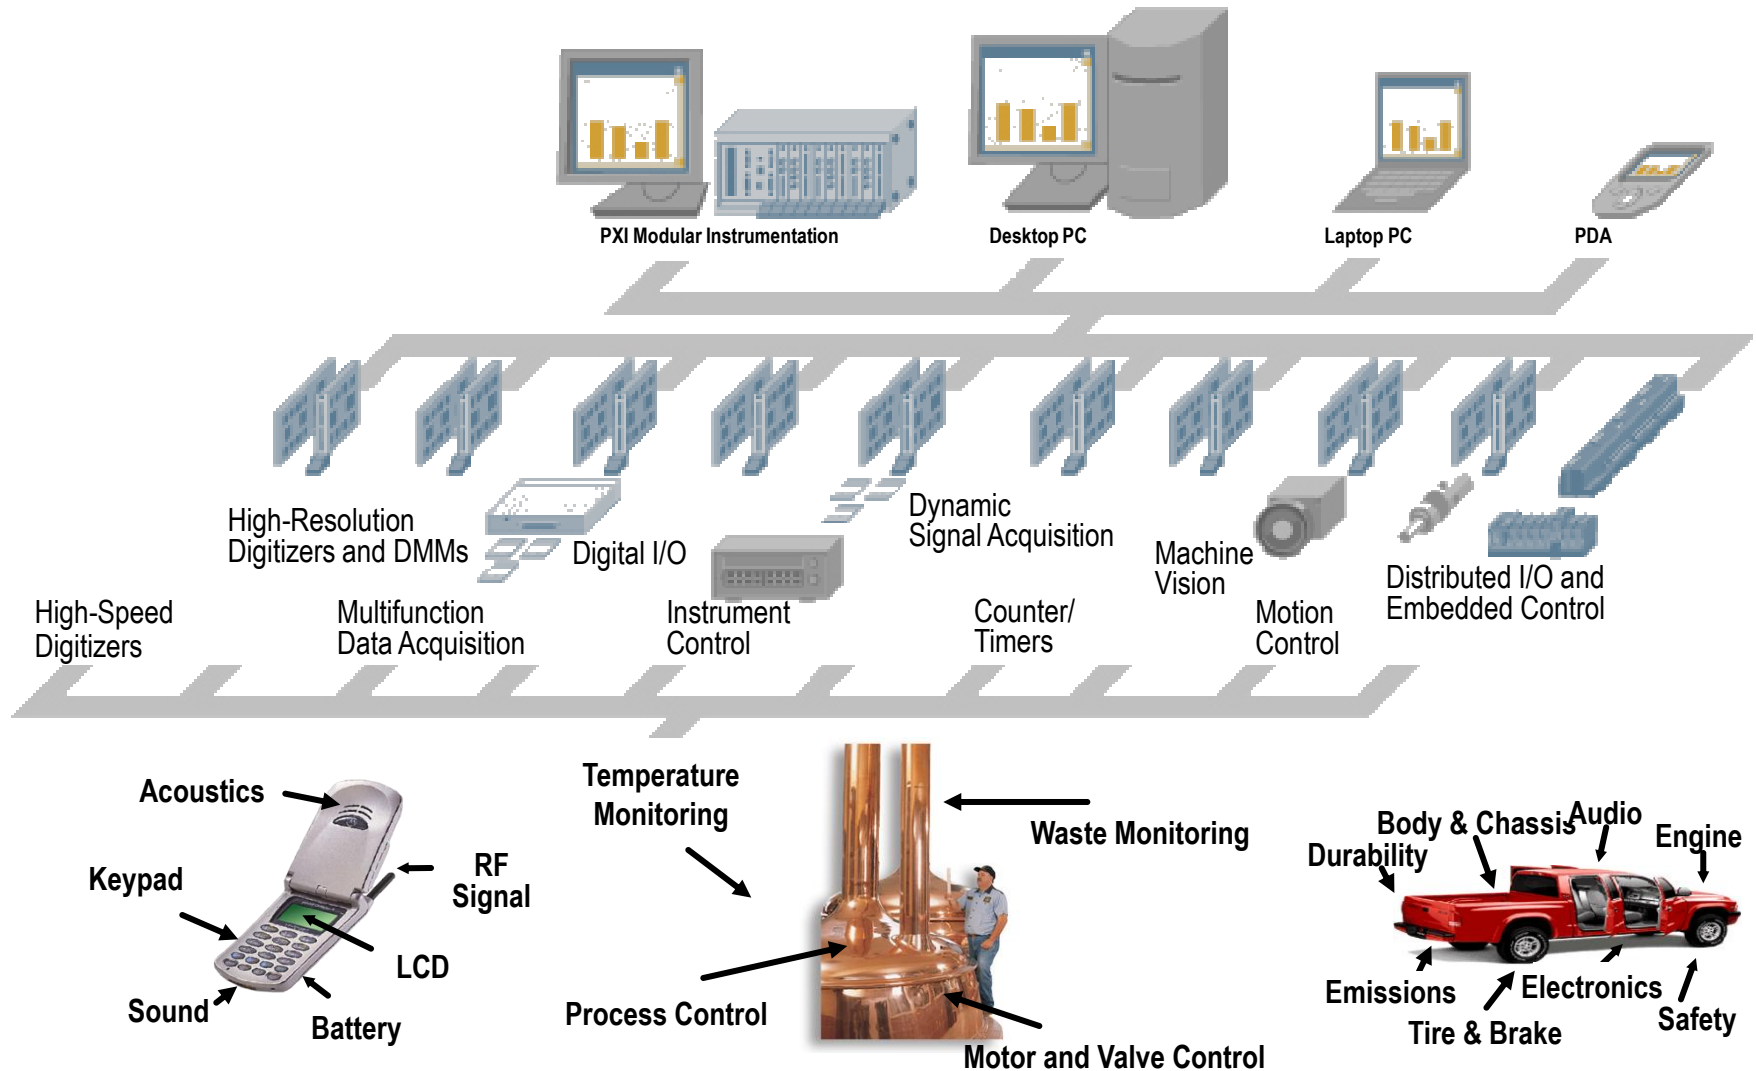 PXI Modular Instrumentation
Desktop PC
Laptop PC
PDA
High-Resolution
Digitizers and DMMs
Digital I/O
Dynamic
Signal Acquisition
Machine
Vision
Distributed I/O and
Embedded Control
High-Speed
Digitizers
Multifunction
Data Acquisition
Instrument
Control
Counter/
Timers
Motion
Control
Acoustics
Keypad
RF
Signal
LCD
Sound
Battery
Temperature
Monitoring
Waste Monitoring
Process Control
Motor and Valve Control
Body & Chassis
Audio
Engine
Durability
Emissions
Electronics
Tire & Brake
Safety